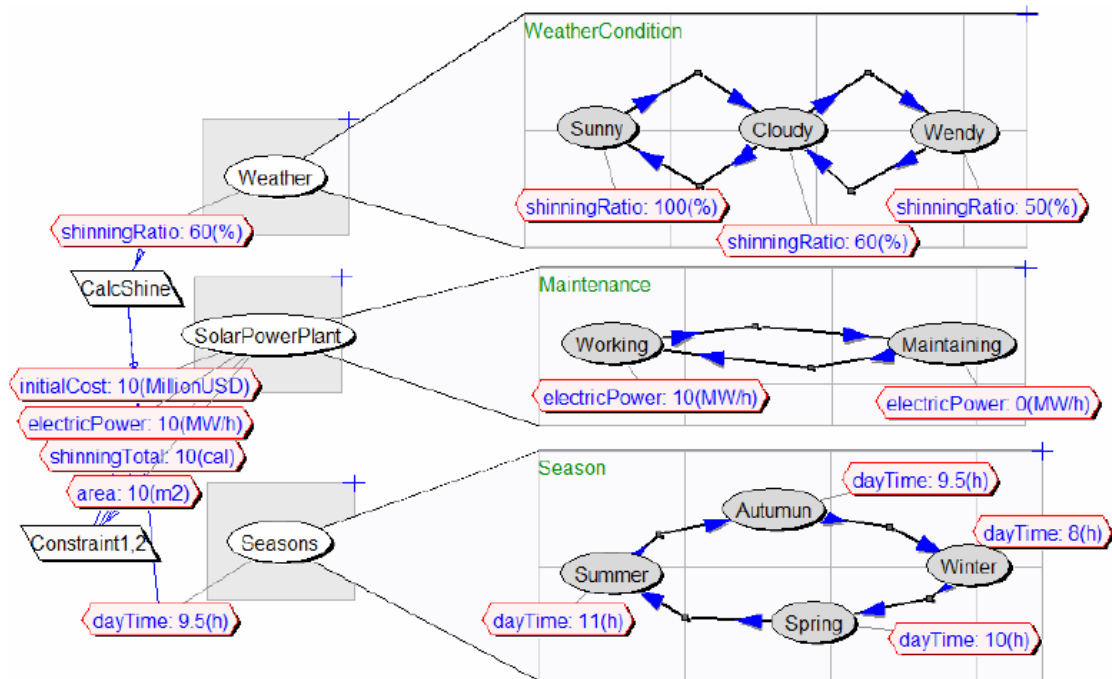 WeatherCondition
Sunny
Cloudy
Wendy
Weather
shinningRatio: 100(%)
shinningRatio: 50(%)
shinningRatio: 60(%)
shinningRatio: 60(%)
CalcShine
Maintenance
SolarPowerPlant
Working
Maintaining
initialCost: 10(MillionUSD)
electricPower: 10(MW/h)
electricPower: 0(MW/h)
electricPower: 10(MW/h)
shinningTotal: 10(cal)
area: 10(m2)
Constraint1,2
Season
dayTime: 9.5(h)
Autumun
dayTime: 8(h)
Seasons
Summer
Winter
dayTime: 9.5(h)
dayTime: 11(h)
Spring
dayTime: 10(h)